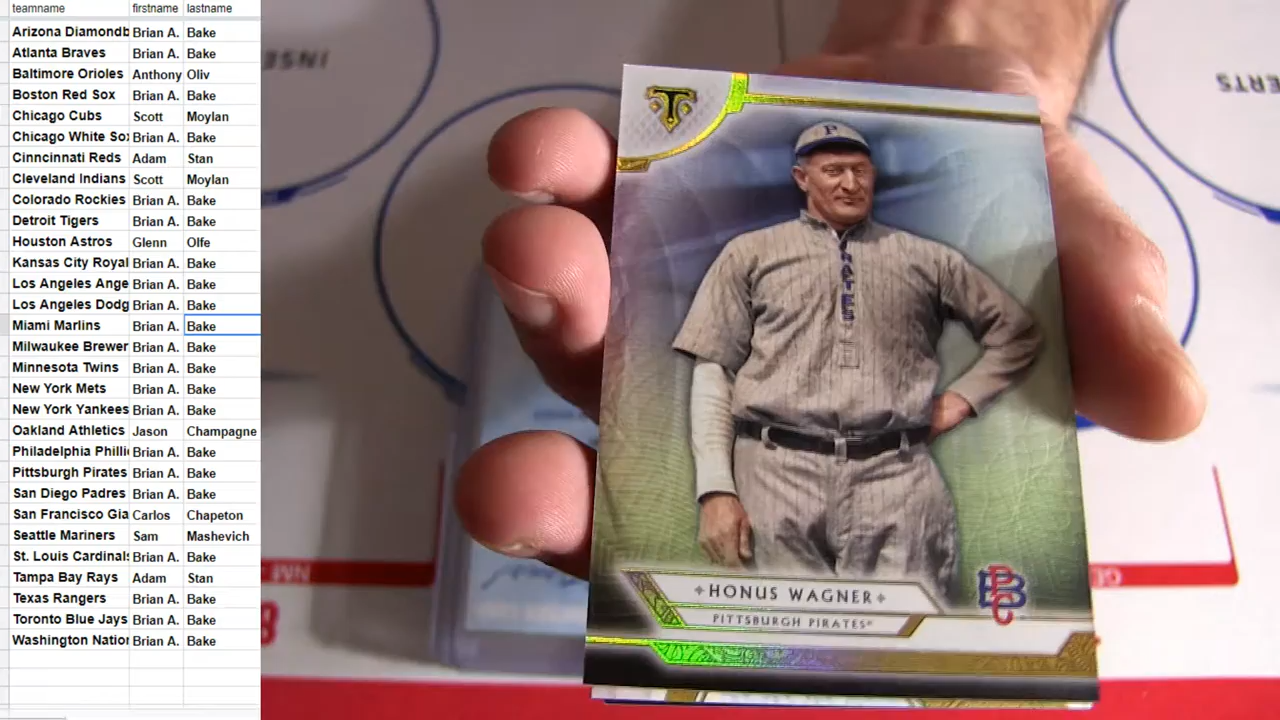 teamname firstname lastname
Arizona Diamondb Brian A. Bake
Atlanta Braves Brian A. Bake
Baltimore Orioles Anthony Oliv
Boston Red Sox Brian A. Bake
Chicago Cubs Scott Moylan
Chicago White Sox Brian A. Bake
Cinncinnati Reds Adam Stan
Cleveland Indians Scott Moylan
Colorado Rockies Brian A. Bake
Detroit Tigers Brian A. Bake
Houston Astros Glenn Olfe
Kansas City Royal Brian A. Bake
Los Angeles Ange Brian A. Bake
Los Angeles Dodg Brian A. Bake
Miami Marlins Brian A. Bake
Milwaukee Brewer Brian A. Bake
Minnesota Twins Brian A. Bake
New York Mets Brian A. Bake
New York Yankees Brian A. Bake
Oakland Athletics Jason Champagne
Philadelphia Philli Brian A. Bake
Pittsburgh Pirates Brian A. Bake
San Diego Padres Brian A. Bake
San Francisco Gia Carlos Chapeton
Seattle Mariners Sam Mashevich
St. Louis Cardinals Brian A. Bake
Tampa Bay Rays Adam Stan
Texas Rangers Brian A. Bake
Toronto Blue Jays Brian A. Bake
Washington Nation Brian A. Bake
T
P
PIRATES
HONUS WAGNER
PITTSBURGH PIRATES
PBC